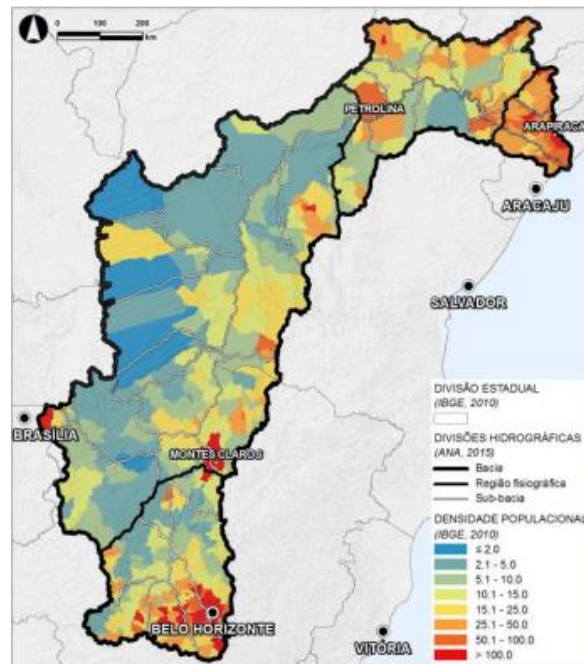 0 100 200
km
PETROLINA
ARAPIRACA
ARACAJU
SALVADOR
BRASÍLIA
MONTES CLAROS
BELO HORIZONTE
VITÓRIA
DIVISÃO ESTADUAL
(IBGE, 2010)
DIVISÕES HIDROGRÁFICAS
(ANA, 2015)
Bacia
Região fisiográfica
Sub-bacia
DENSIDADE POPULACIONAL
(IBGE, 2010)
≤ 2.0
2.1 - 5.0
5.1 - 10.0
10.1 - 15.0
15.1 - 25.0
25.1 - 50.0
50.1 - 100.0
> 100.0